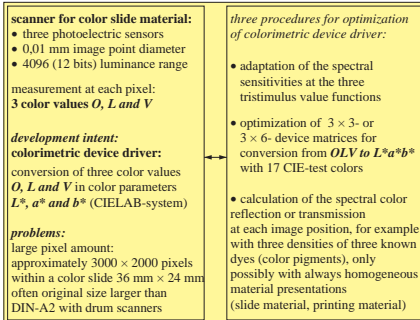 scanner for color slide material:
• three photoelectric sensors
• 0,01 mm image point diameter
• 4096 (12 bits) luminance range
measurement at each pixel:
3 color values O, L and V
development intent:
colorimetric device driver:
conversion of three color values
O, L and V in color parameters
L*, a* and b* (CIELAB-system)
problems:
large pixel amount:
approximately 3000 × 2000 pixels
within a color slide 36 mm × 24 mm
often original size larger than
DIN-A2 with drum scanners
three procedures for optimization
of colorimetric device driver:
• adaptation of the spectral
sensitivities at the three
tristimulus value functions
• optimization of 3 × 3- or
3 × 6- device matrices for
conversion from OLV to L*a*b*
with 17 CIE-test colors
• calculation of the spectral color
reflection or transmission
at each image position, for example
with three densities of three known
dyes (color pigments), only
possibly with always homogeneous
material presentations
(slide material, printing material)